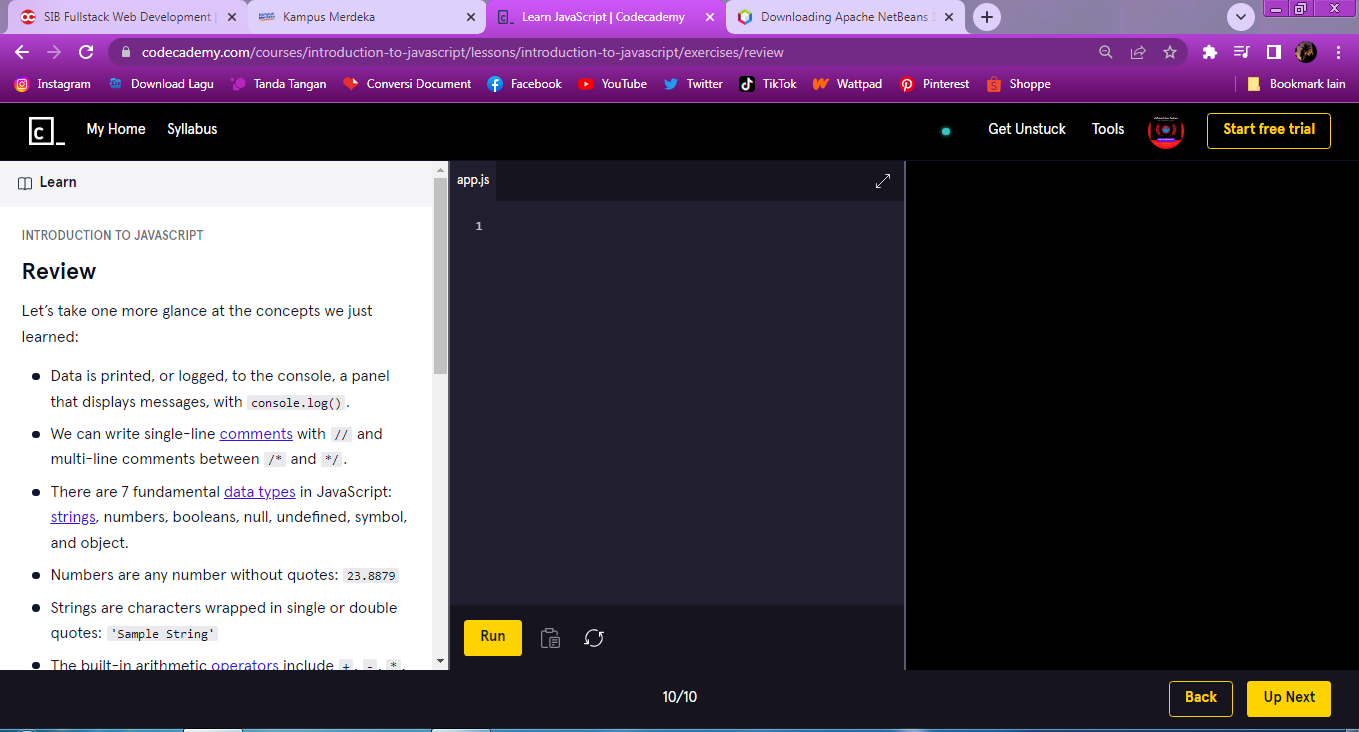 SIB Fullstack Web Development
Kampus Merdeka
Learn JavaScript | Codecademy
Downloading Apache NetBeans
codecademy.com/courses/introduction-to-javascript/lessons/introduction-to-javascript/exercises/review
Instagram
Download Lagu
Tanda Tangan
Conversi Document
Facebook
YouTube
Twitter
TikTok
Wattpad
Pinterest
Shoppe
Bookmark lain
My Home
Syllabus
Get Unstuck
Tools
Start free trial
Learn
app.js
INTRODUCTION TO JAVASCRIPT
Review
Let's take one more glance at the concepts we just
learned:
Data is printed, or logged, to the console, a panel
that displays messages, with console.log().
We can write single-line comments with // and
multi-line comments between /* and */.
There are 7 fundamental data types in JavaScript:
strings, numbers, booleans, null, undefined, symbol,
and object.
Numbers are any number without quotes: 23.8879
Strings are characters wrapped in single or double
quotes: 'Sample String'
The built-in arithmetic operators include +, -, *,
1
Run
10/10
Back
Up Next